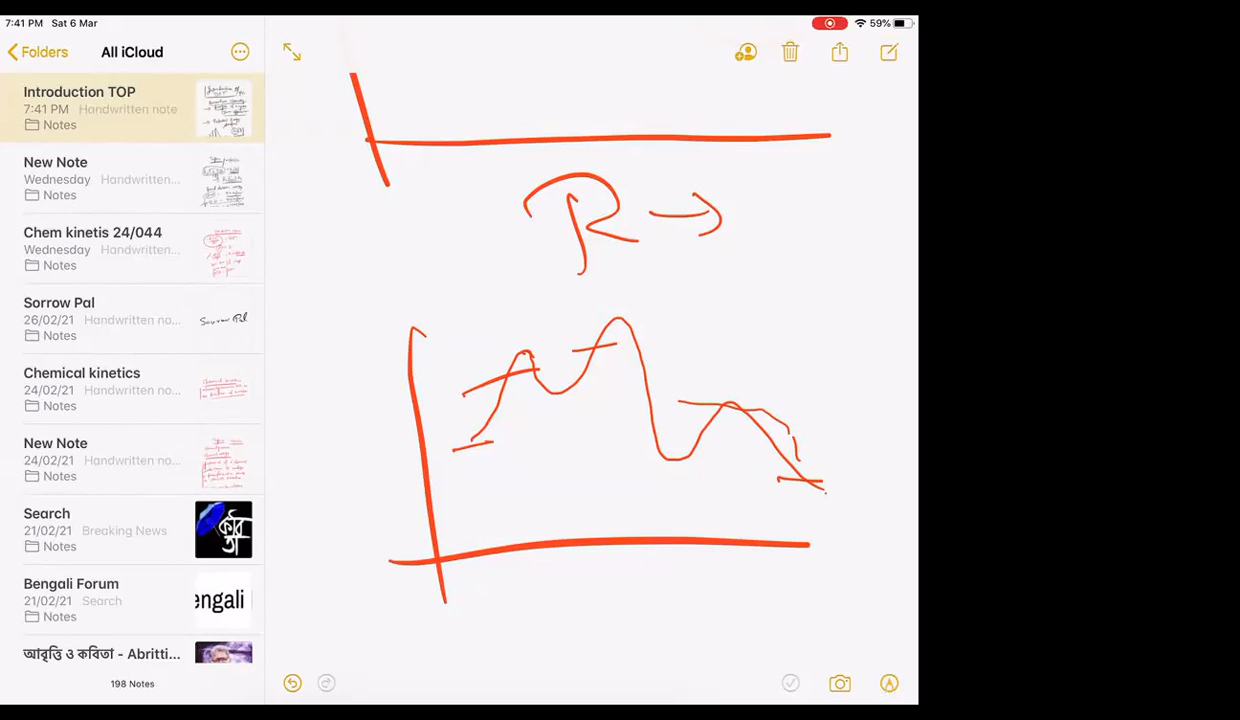 7:41 PM Sat 6 Mar
59%
Folders
All iCloud
Introduction TOP
7:41 PM Handwritten note
Notes
New Note
Wednesday Handwritten...
Notes
Chem kinetis 24/044
Wednesday Handwritten...
Notes
Sorrow Pal
26/02/21 Handwritten no...
Notes
Sourow Pal
Chemical kinetics
24/02/21 Handwritten no...
Notes
New Note
24/02/21 Handwritten no...
Notes
Search
21/02/21 Breaking News
Notes
Bengali Forum
21/02/21 Search
Notes
engali
আবৃত্তি ও কবিতা - Abritti...
198 Notes
R →